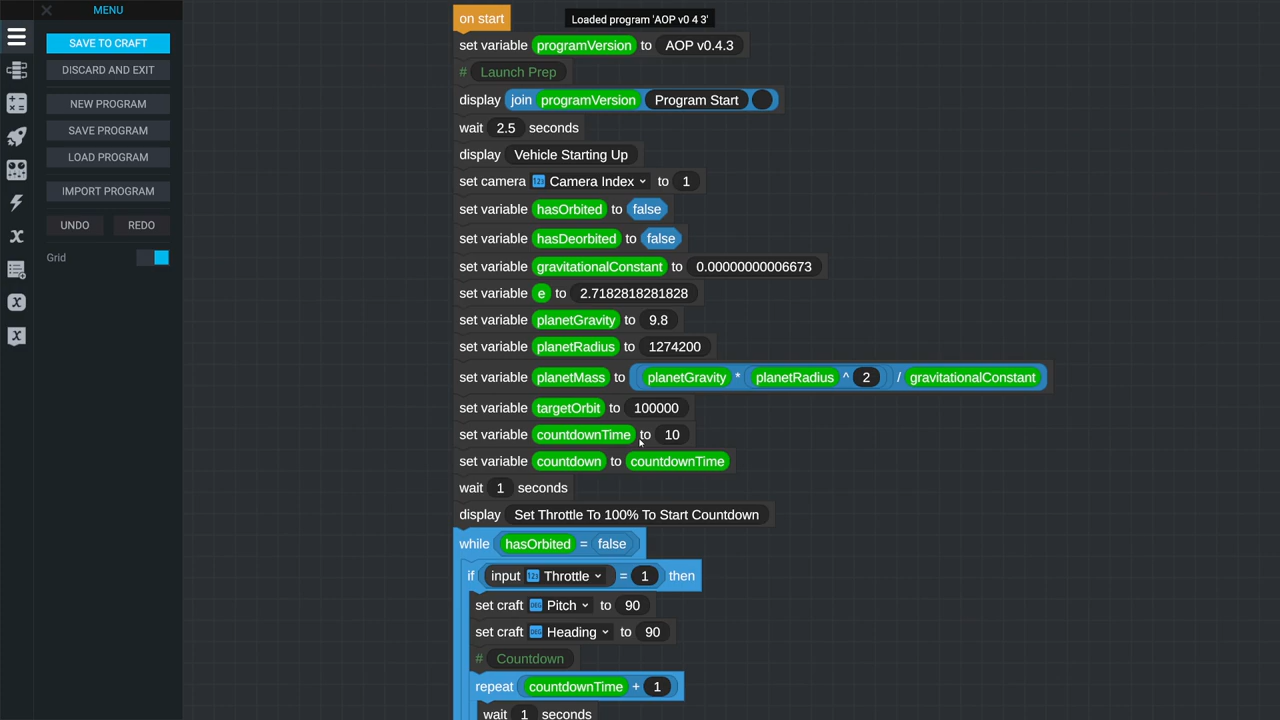 MENU
SAVE TO CRAFT
DISCARD AND EXIT
NEW PROGRAM
SAVE PROGRAM
LOAD PROGRAM
IMPORT PROGRAM
UNDO REDO
Grid
on start
Loaded program 'AOP v0 4 3'
set variable programVersion to AOP v0.4.3
# Launch Prep
display join programVersion Program Start
wait 2.5 seconds
display Vehicle Starting Up
set camera 123 Camera Index to 1
set variable hasOrbited to false
set variable hasDeorbited to false
set variable gravitationalConstant to 0.00000000006673
set variable e to 2.7182818281828
set variable planetGravity to 9.8
set variable planetRadius to 1274200
set variable planetMass to planetGravity * planetRadius ^ 2 / gravitationalConstant
set variable targetOrbit to 100000
set variable countdownTime to 10
set variable countdown to countdownTime
wait 1 seconds
display Set Throttle To 100% To Start Countdown
while hasOrbited = false
if input 123 Throttle = 1 then
set craft DEG Pitch to 90
set craft DEG Heading to 90
# Countdown
repeat countdownTime + 1
wait 1 seconds